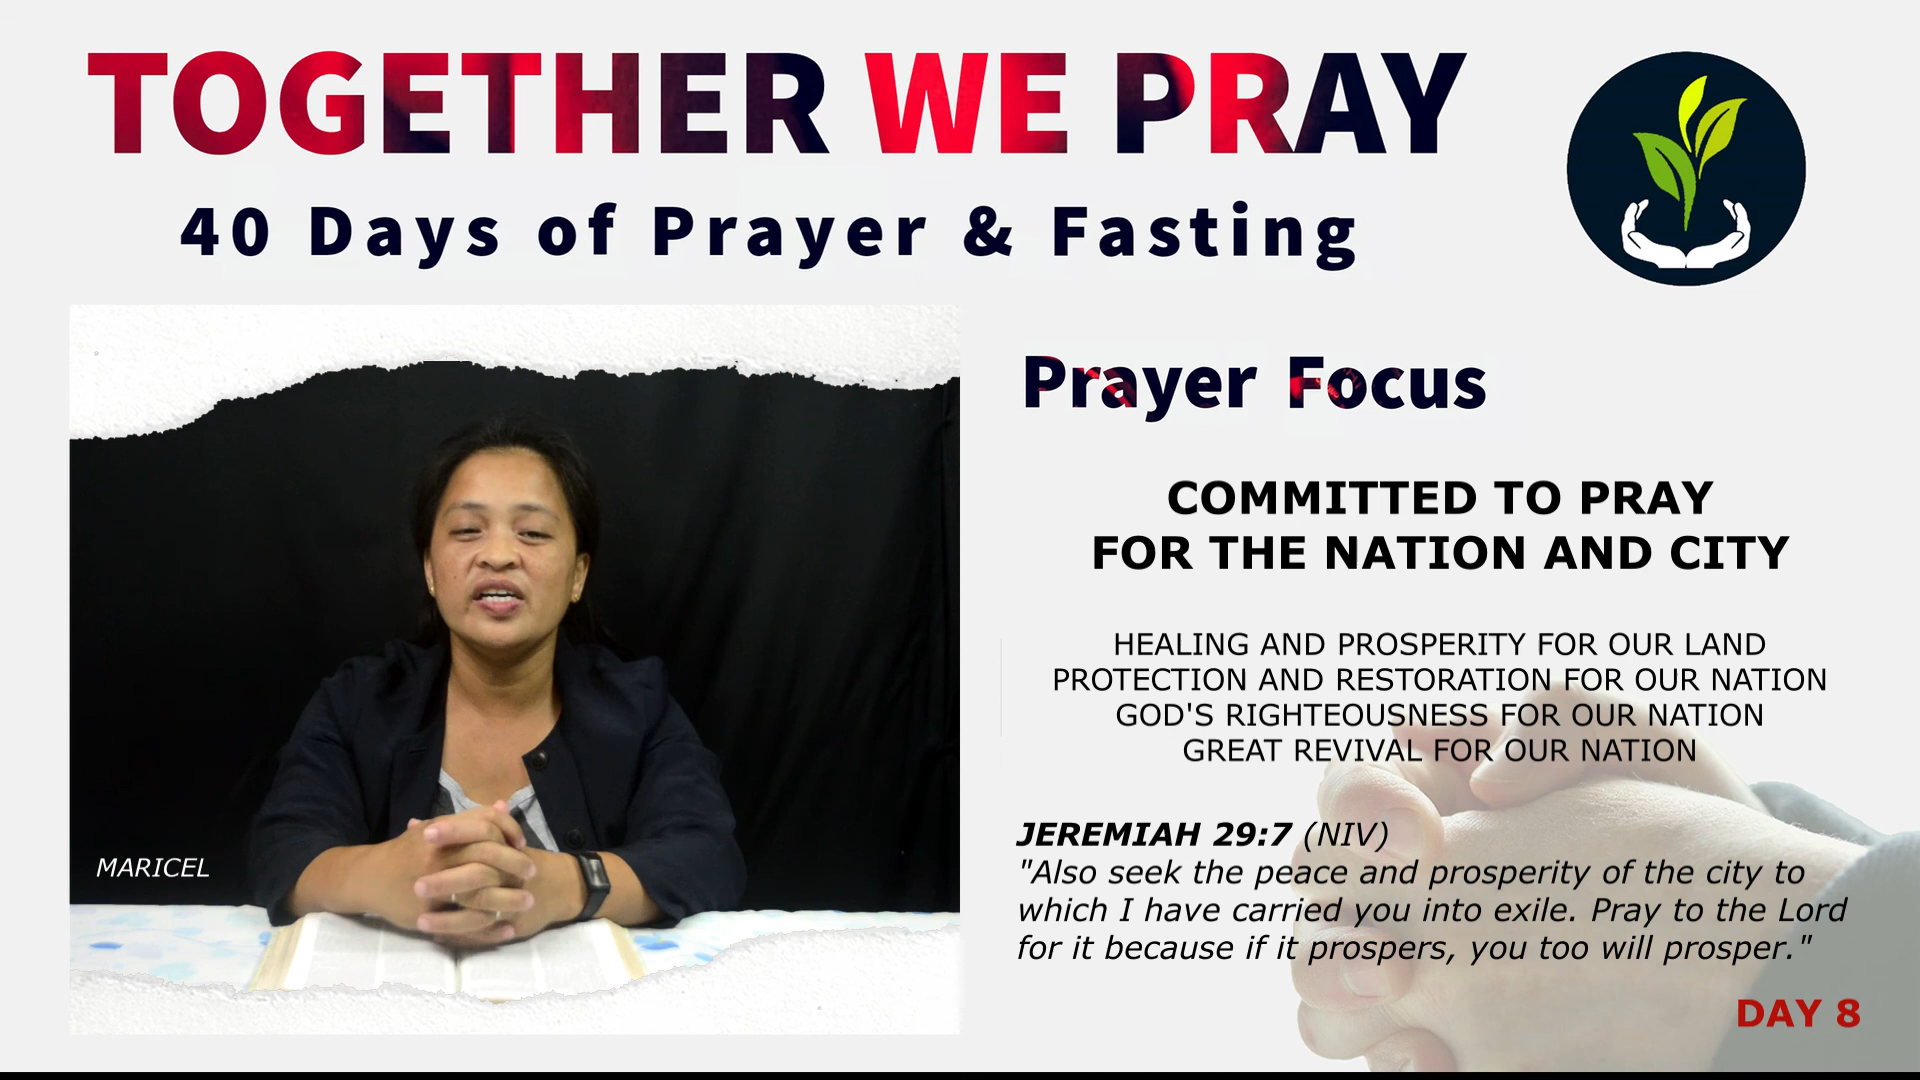 TOGETHER WE PRAY
40 Days of Prayer & Fasting
Prayer Focus
COMMITTED TO PRAY
FOR THE NATION AND CITY
HEALING AND PROSPERITY FOR OUR LAND
PROTECTION AND RESTORATION FOR OUR NATION
GOD'S RIGHTEOUSNESS FOR OUR NATION
GREAT REVIVAL FOR OUR NATION
MARICEL
JEREMIAH 29:7 (NIV)
"Also seek the peace and prosperity of the city to
which I have carried you into exile. Pray to the Lord
for it because if it prospers, you too will prosper."
DAY 8